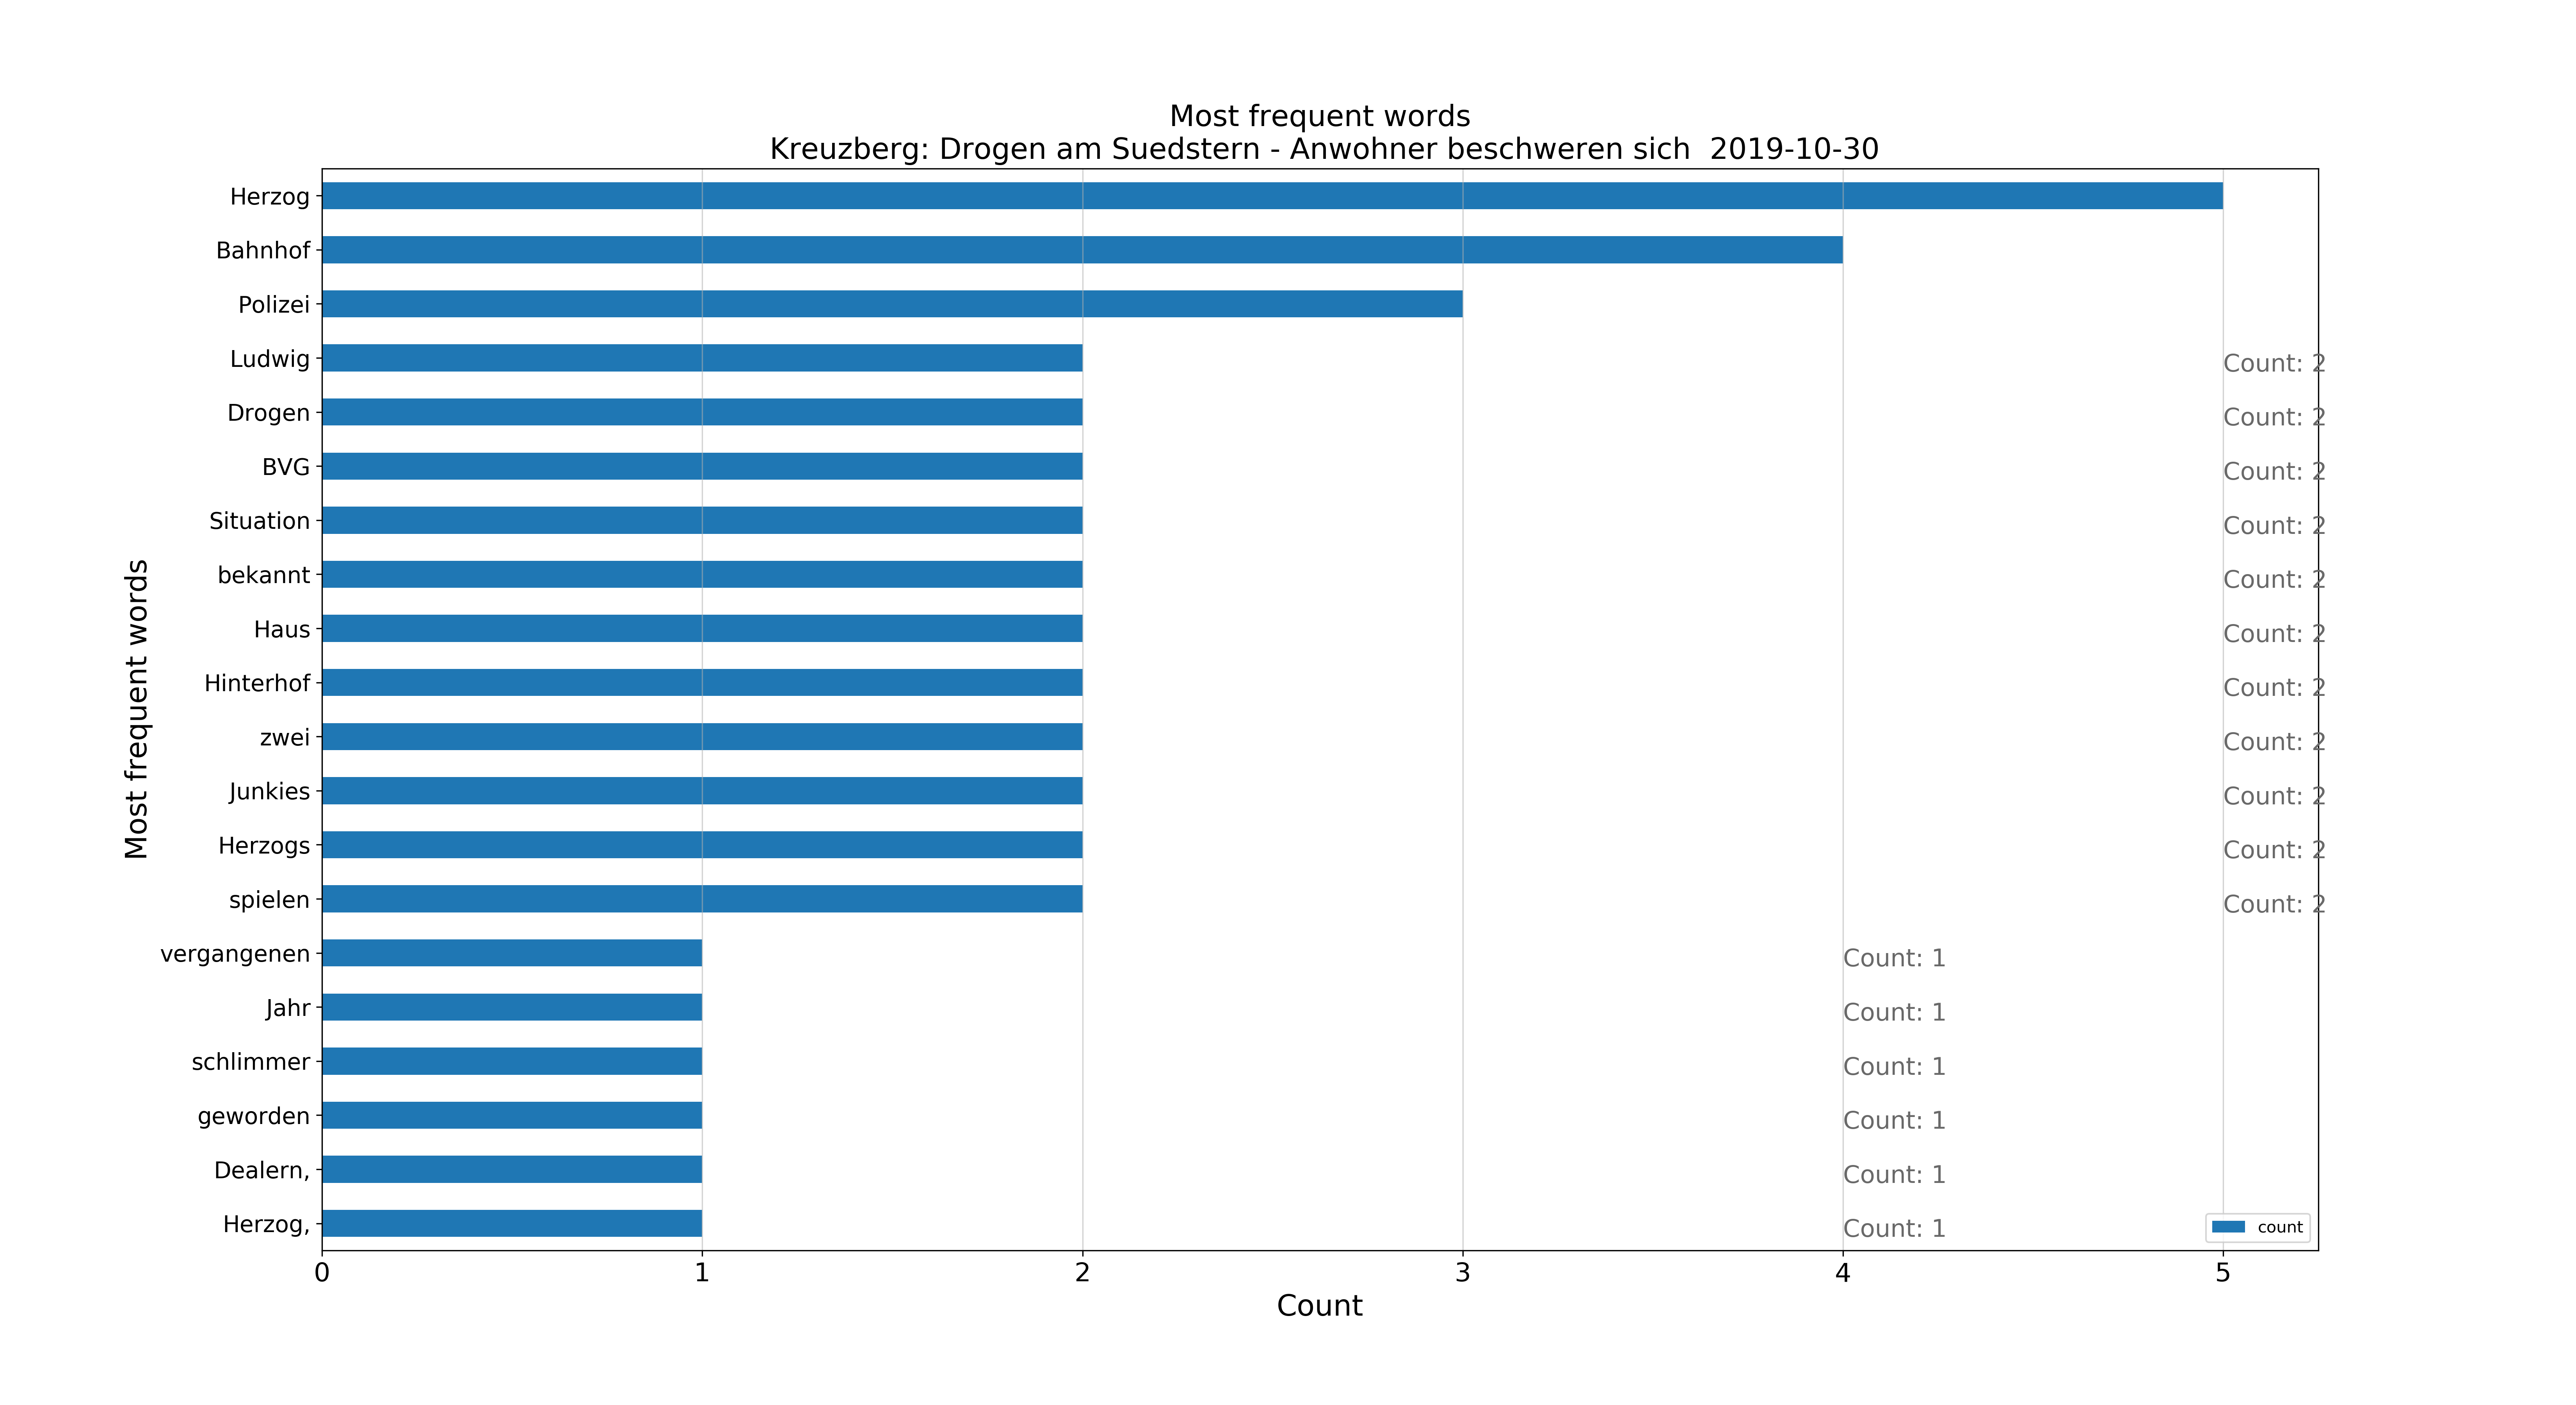 Most frequent words
Kreuzberg: Drogen am Suedstern - Anwohner beschweren sich  2019-10-30
Most frequent words
Herzog
Bahnhof
Polizei
Ludwig Count: 2
Drogen Count: 2
BVG Count: 2
Situation Count: 2
bekannt Count: 2
Haus Count: 2
Hinterhof Count: 2
zwei Count: 2
Junkies Count: 2
Herzogs Count: 2
spielen Count: 2
vergangenen Count: 1
Jahr Count: 1
schlimmer Count: 1
geworden Count: 1
Dealern, Count: 1
Herzog, Count: 1
count
0 1 2 3 4 5
Count